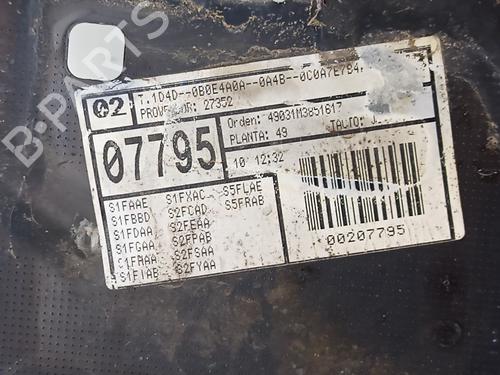 B-PARTS
02
T.1D4D--0B0E4A0A--0A4B--0C0A7E784
PROVEEDOR: 27352
07795
Orden: 49031M3851617
PLANTA: 49
10 12:32
S1FAAE S1FXAC S5FLAE
S1FBBD S2FCAD S5FRAB
S1FDAA S2FEAA
S1FGAA S2FPAB
S1FHAA S2FSAA
S1FIAB S2FYAA
00207795